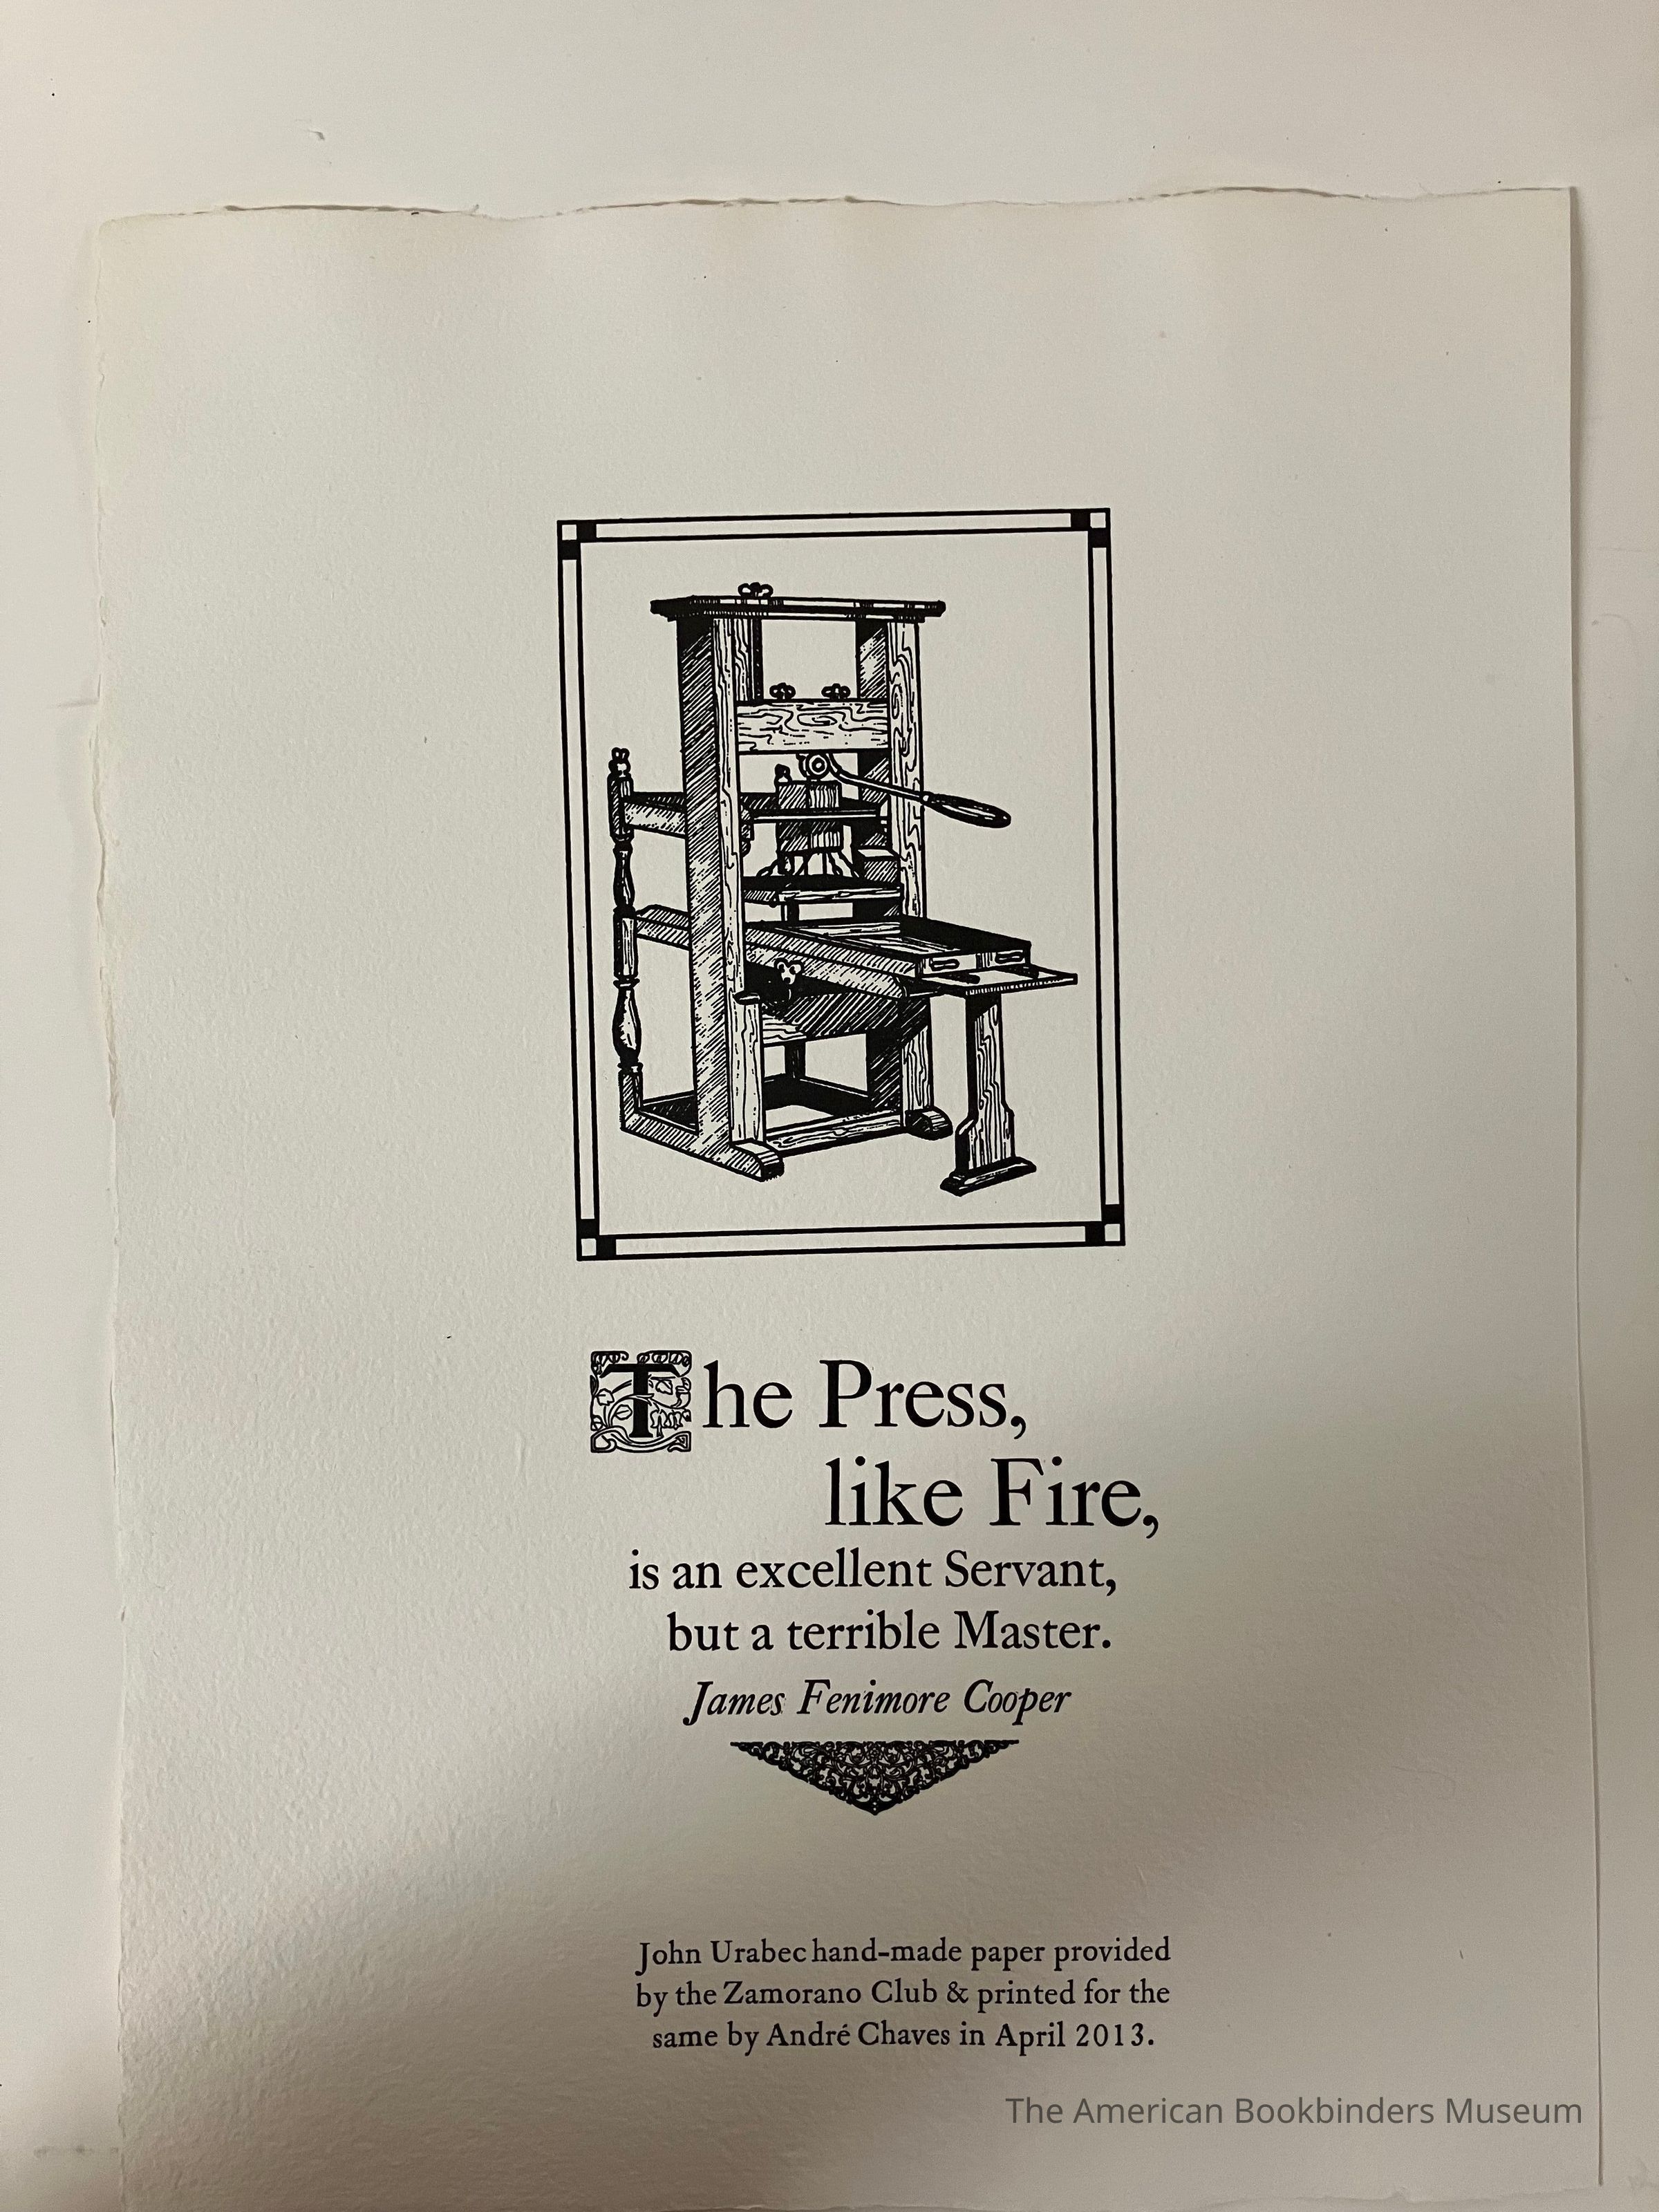 The Press,
like Fire,
is an excellent Servant,
but a terrible Master.
James Fenimore Cooper
John Urabec hand-made paper provided
by the Zamorano Club & printed for the
same by André Chaves in April 2013.
The American Bookbinders Museum